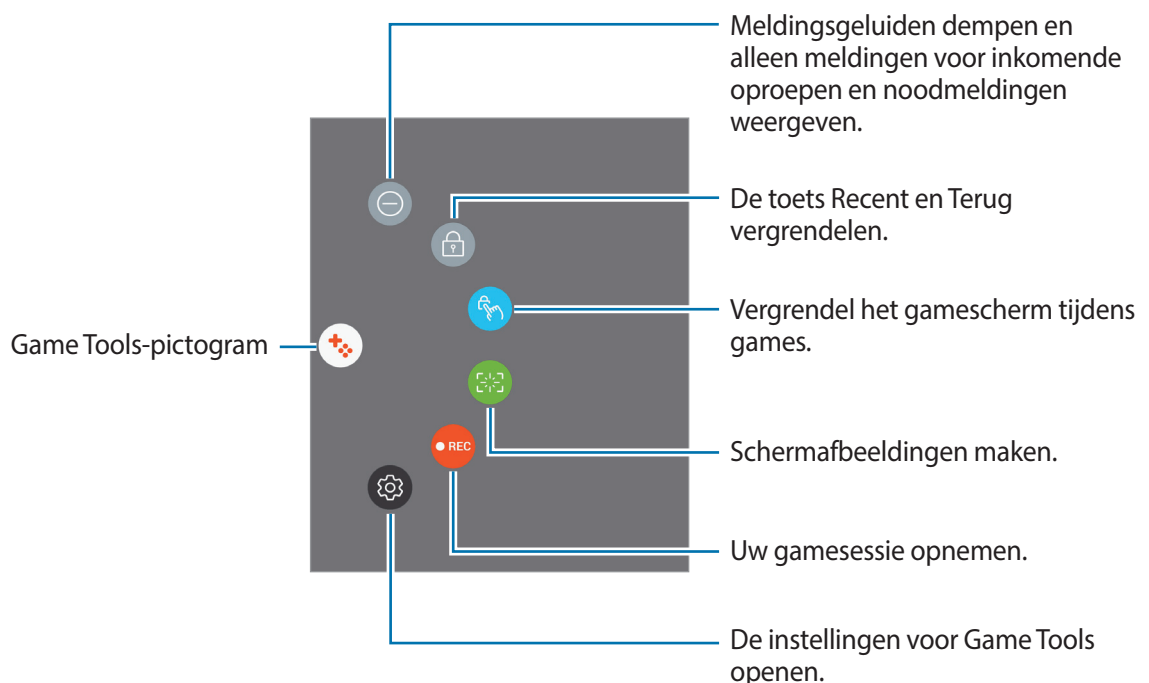 Meldingsgeluiden dempen en
alleen meldingen voor inkomende
oproepen en noodmeldingen
weergeven.
De toets Recent en Terug
vergrendelen.
Vergrendel het gamescherm tijdens
games.
Game Tools-pictogram
Schermafbeeldingen maken.
REC
Uw gamesessie opnemen.
De instellingen voor Game Tools
openen.